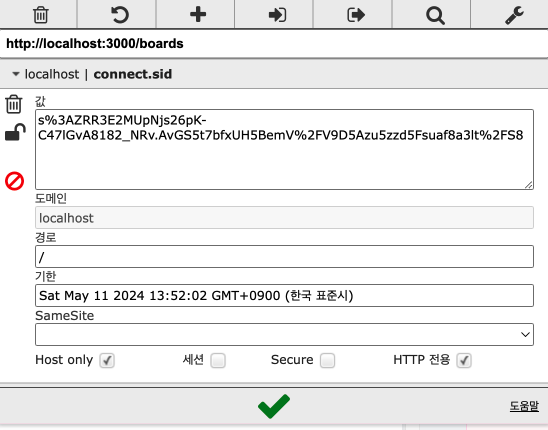 http://localhost:3000/boards
localhost | connect.sid
값
s%3AZRR3E2MUpNjs26pK-
C47lGvA8182_NRv.AvGS5t7bfxUH5BemV%2FV9D5Azu5zzd5Fsuaf8a3lt%2FS8
도메인
localhost
경로
/
기한
Sat May 11 2024 13:52:02 GMT+0900 (한국 표준시)
SameSite
Host only 세션 Secure HTTP 전용
도움말